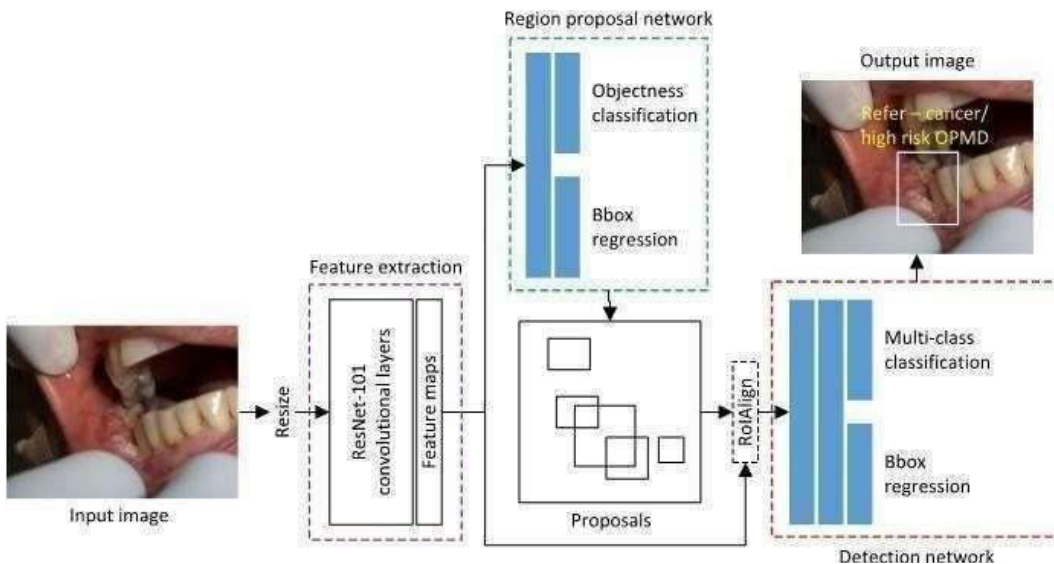 Region proposal network
Objectness
classification
Bbox
regression
Output image
Refer – cancer/
high risk OPMD
Feature extraction
ResNet-101
convolutional layers
Feature maps
Resize
Input image
Proposals
RoIAlign
Multi-class
classification
Bbox
regression
Detection network